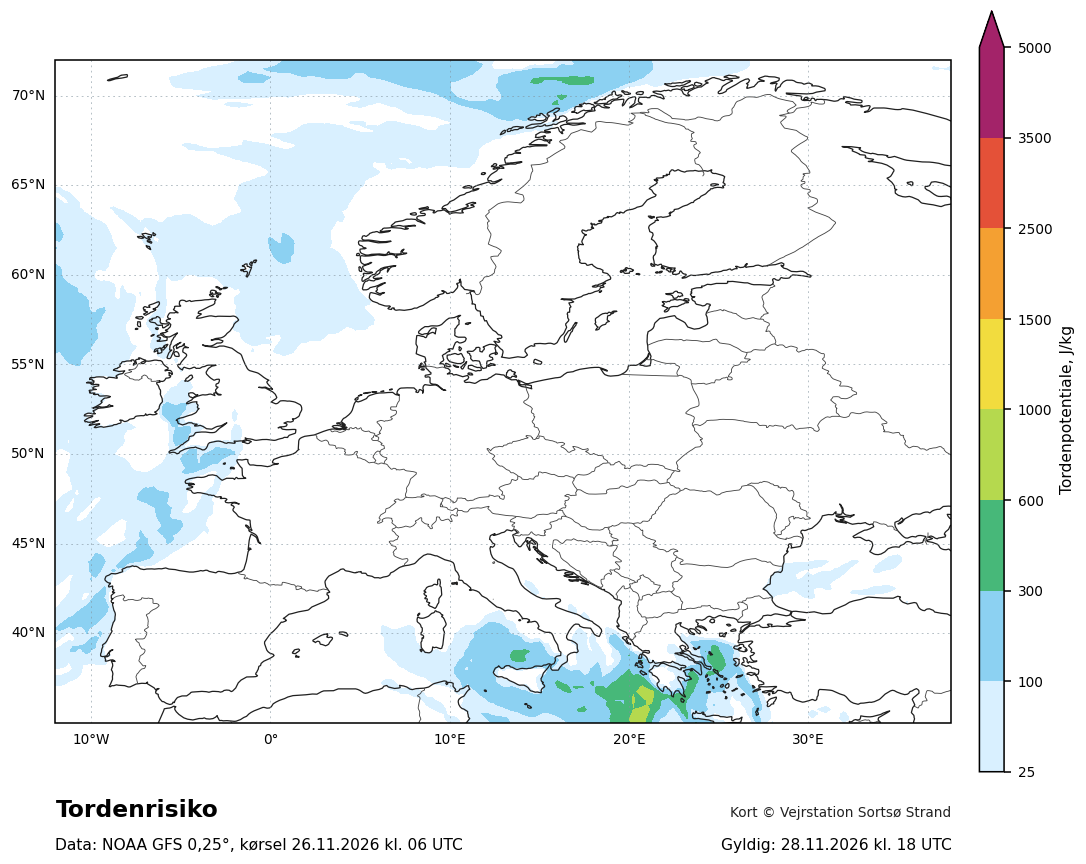 70°N
65°N
60°N
55°N
50°N
45°N
40°N
10°W
0°
10°E
20°E
30°E
5000
3500
2500
1500
1000
600
300
100
25
Tordenpotentiale, J/kg
Tordenrisiko
Kort © Vejrstation Sortsø Strand
Data: NOAA GFS 0,25°, kørsel 26.11.2026 kl. 06 UTC
Gyldig: 28.11.2026 kl. 18 UTC